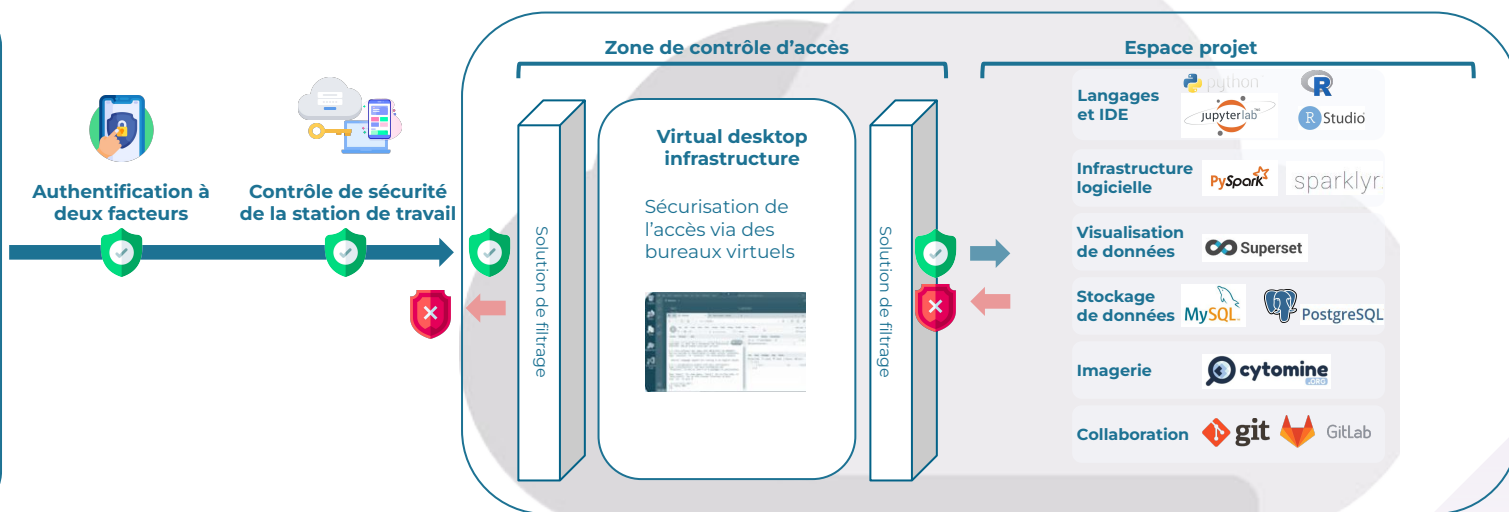 Zone de contrôle d'accès
Espace projet
Authentification à
deux facteurs
Contrôle de sécurité
de la station de travail
Solution de filtrage
Virtual desktop
infrastructure
Sécurisation de
l'accès via des
bureaux virtuels
Solution de filtrage
Langages
et IDE
python
R
jupyterlab
R Studio
Infrastructure
logicielle
PySpark
sparklyr
Visualisation
de données
Superset
Stockage
de données
MySQL
PostgreSQL
Imagerie
cytomine
.ORG
Collaboration
git
GitLab